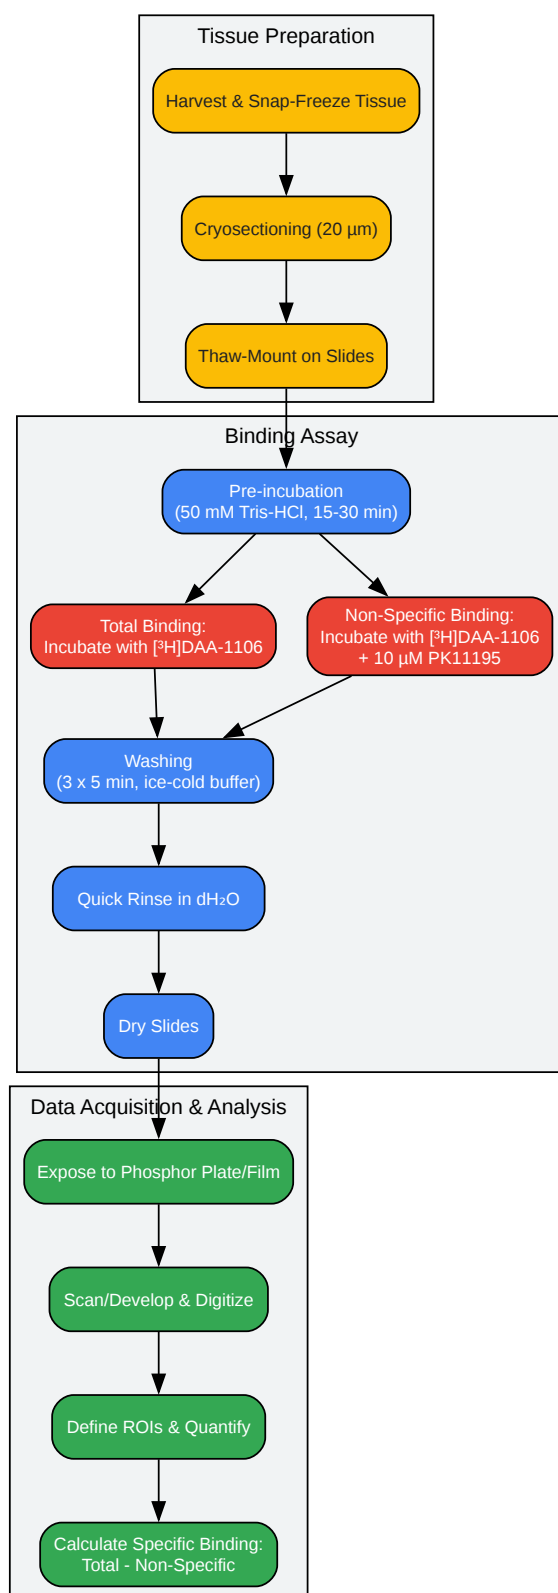 Tissue Preparation
Harvest & Snap-Freeze Tissue
Cryosectioning (20 µm)
Thaw-Mount on Slides
Binding Assay
Pre-incubation
(50 mM Tris-HCl, 15-30 min)
Total Binding:
Incubate with [³H]DAA-1106
Non-Specific Binding:
Incubate with [³H]DAA-1106
+ 10 µM PK11195
Washing
(3 x 5 min, ice-cold buffer)
Quick Rinse in dH₂O
Dry Slides
Data Acquisition & Analysis
Expose to Phosphor Plate/Film
Scan/Develop & Digitize
Define ROIs & Quantify
Calculate Specific Binding:
Total - Non-Specific